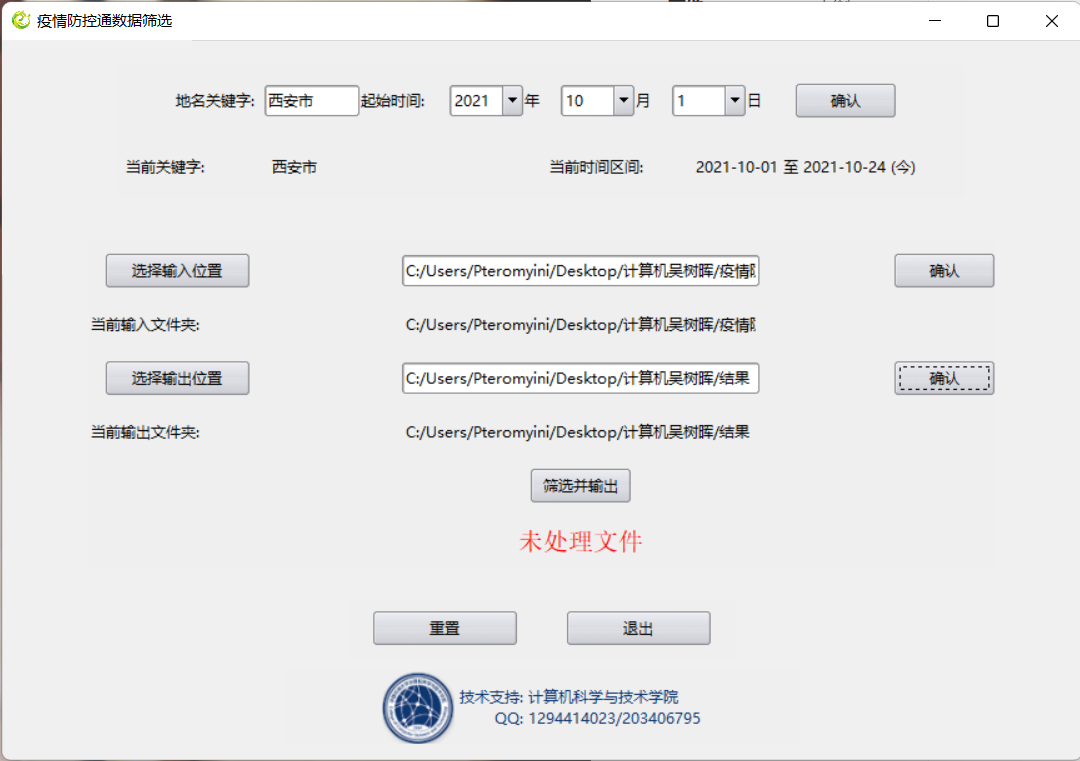 疫情防控通数据筛选
地名关键字: 西安市 起始时间: 2021 年 10 月 1 日 确认
当前关键字: 西安市 当前时间区间: 2021-10-01 至 2021-10-24 (今)
选择输入位置 C:/Users/Pteromyini/Desktop/计算机吴树晖/疫情 确认
当前输入文件夹: C:/Users/Pteromyini/Desktop/计算机吴树晖/疫情
选择输出位置 C:/Users/Pteromyini/Desktop/计算机吴树晖/结果 确认
当前输出文件夹: C:/Users/Pteromyini/Desktop/计算机吴树晖/结果
筛选并输出
未处理文件
重置 退出
技术支持: 计算机科学与技术学院
QQ: 1294414023/203406795